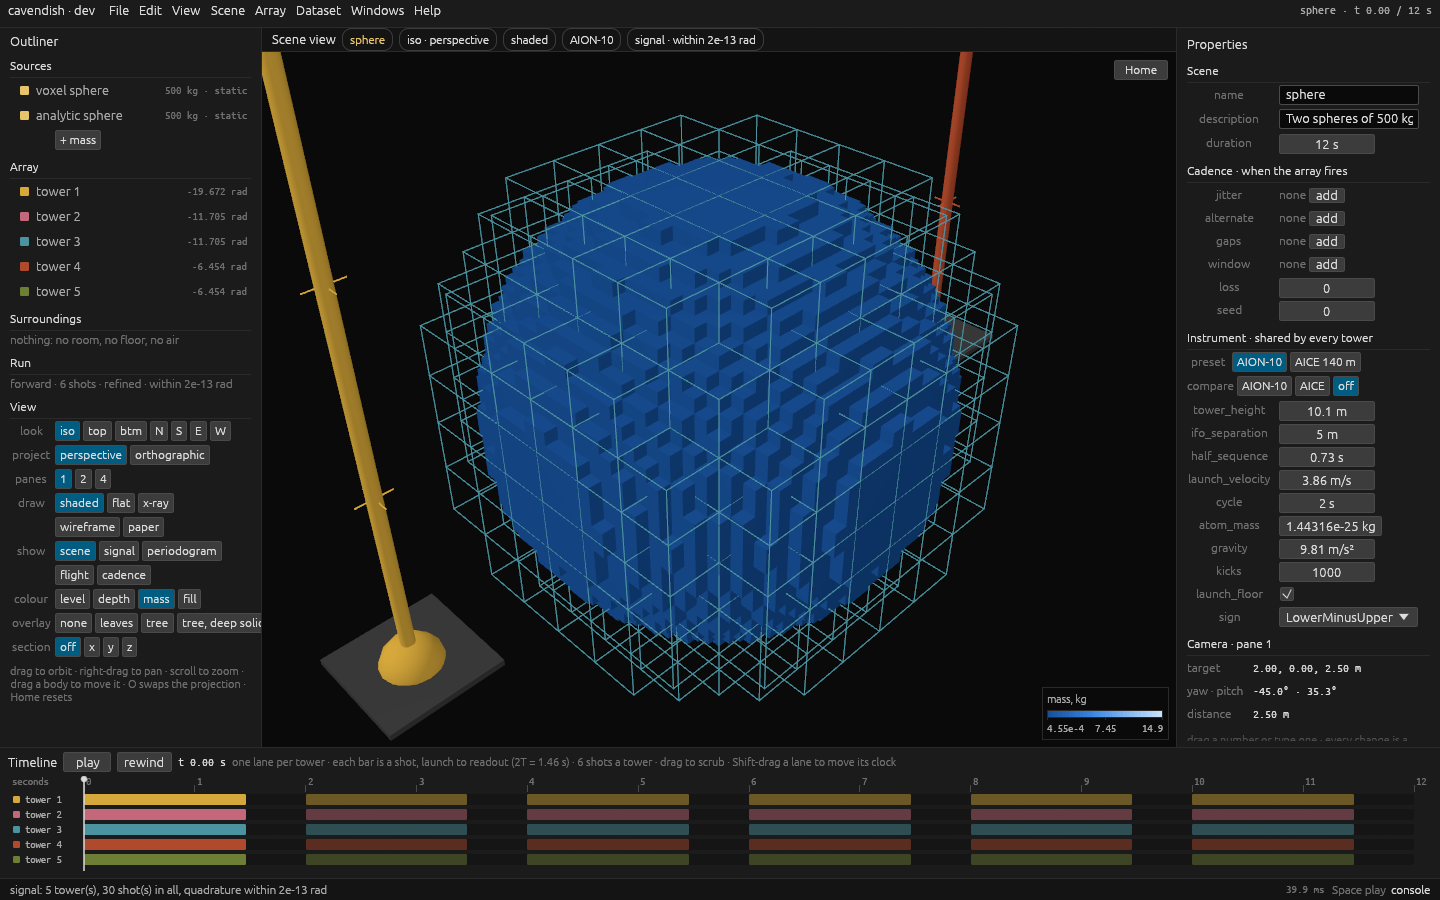 cavendish · dev File Edit View Scene Array Dataset Windows Help
sphere · t 0.00 / 12 s
Outliner
Sources
voxel sphere 500 kg · static
analytic sphere 500 kg · static
+ mass
Array
tower 1 -19.672 rad
tower 2 -11.705 rad
tower 3 -11.705 rad
tower 4 -6.454 rad
tower 5 -6.454 rad
Surroundings
nothing: no room, no floor, no air
Run
forward · 6 shots · refined · within 2e-13 rad
View
look iso top btm N S E W
project perspective orthographic
panes 1 2 4
draw shaded flat x-ray
wireframe paper
show scene signal periodogram
flight cadence
colour level depth mass fill
overlay none leaves tree tree, deep solid
section off x y z
drag to orbit · right-drag to pan · scroll to zoom ·
drag a body to move it · O swaps the projection ·
Home resets
Scene view sphere iso · perspective shaded AION-10 signal · within 2e-13 rad
Home
mass, kg
4.55e-4 7.45 14.9
Properties
Scene
name sphere
description Two spheres of 500 kg
duration 12 s
Cadence · when the array fires
jitter none add
alternate none add
gaps none add
window none add
loss 0
seed 0
Instrument · shared by every tower
preset AION-10 AICE 140 m
compare AION-10 AICE off
tower_height 10.1 m
ifo_separation 5 m
half_sequence 0.73 s
launch_velocity 3.86 m/s
cycle 2 s
atom_mass 1.44316e-25 kg
gravity 9.81 m/s²
kicks 1000
launch_floor
sign LowerMinusUpper
Camera · pane 1
target 2.00, 0.00, 2.50 m
yaw · pitch -45.0° · 35.3°
distance 2.50 m
drag a number or type one · every change is a
Timeline play rewind t 0.00 s one lane per tower · each bar is a shot, launch to readout (2T = 1.46 s) · 6 shots a tower · drag to scrub · Shift-drag a lane to move its clock
seconds 0 1 2 3 4 5 6 7 8 9 10 11 12
tower 1
tower 2
tower 3
tower 4
tower 5
signal: 5 tower(s), 30 shot(s) in all, quadrature within 2e-13 rad
39.9 ms Space play console